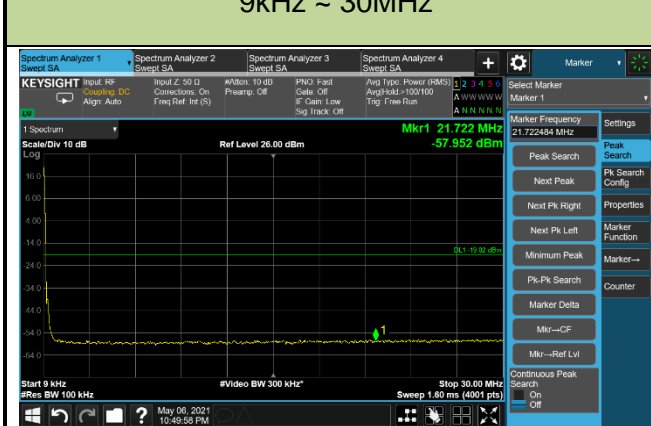 9kHz ~ 30MHz
Spectrum Analyzer 1
Swept SA
Spectrum Analyzer 2
Swept SA
Spectrum Analyzer 3
Swept SA
Spectrum Analyzer 4
Swept SA
+
Marker
KEYSIGHT
Input: RF
Coupling: DC
Align: Auto
Input Z: 50 Ω
Corrections: On
Freq Ref: Int (S)
#Atten: 10 dB
Preamp: Off
PNO: Fast
Gate: Off
IF Gain: Low
Sig Track: Off
Avg Type: Power (RMS)
Avg|Hold:>100/100
Trig: Free Run
1 2 3 4 5 6
A W W W W W
A N N N N N
Select Marker
Marker 1
1 Spectrum
Scale/Div 10 dB
Log
Ref Level 26.00 dBm
Mkr1 21.722 MHz
-57.952 dBm
16.0
6.00
-4.00
-14.0
-24.0
-34.0
-44.0
-54.0
-64.0
DL1 -19.02 dBm
1
Start 9 kHz
#Res BW 100 kHz
#Video BW 300 kHz*
Stop 30.00 MHz
Sweep 1.60 ms (4001 pts)
Marker Frequency
21.722484 MHz
Peak Search
Next Peak
Next Pk Right
Next Pk Left
Minimum Peak
Pk-Pk Search
Marker Delta
Mkr→CF
Mkr→Ref Lvl
Continuous Peak
Search
On
Off
Settings
Peak
Search
Pk Search
Config
Properties
Marker
Function
Marker→
Counter
?
May 06, 2021
10:49:58 PM